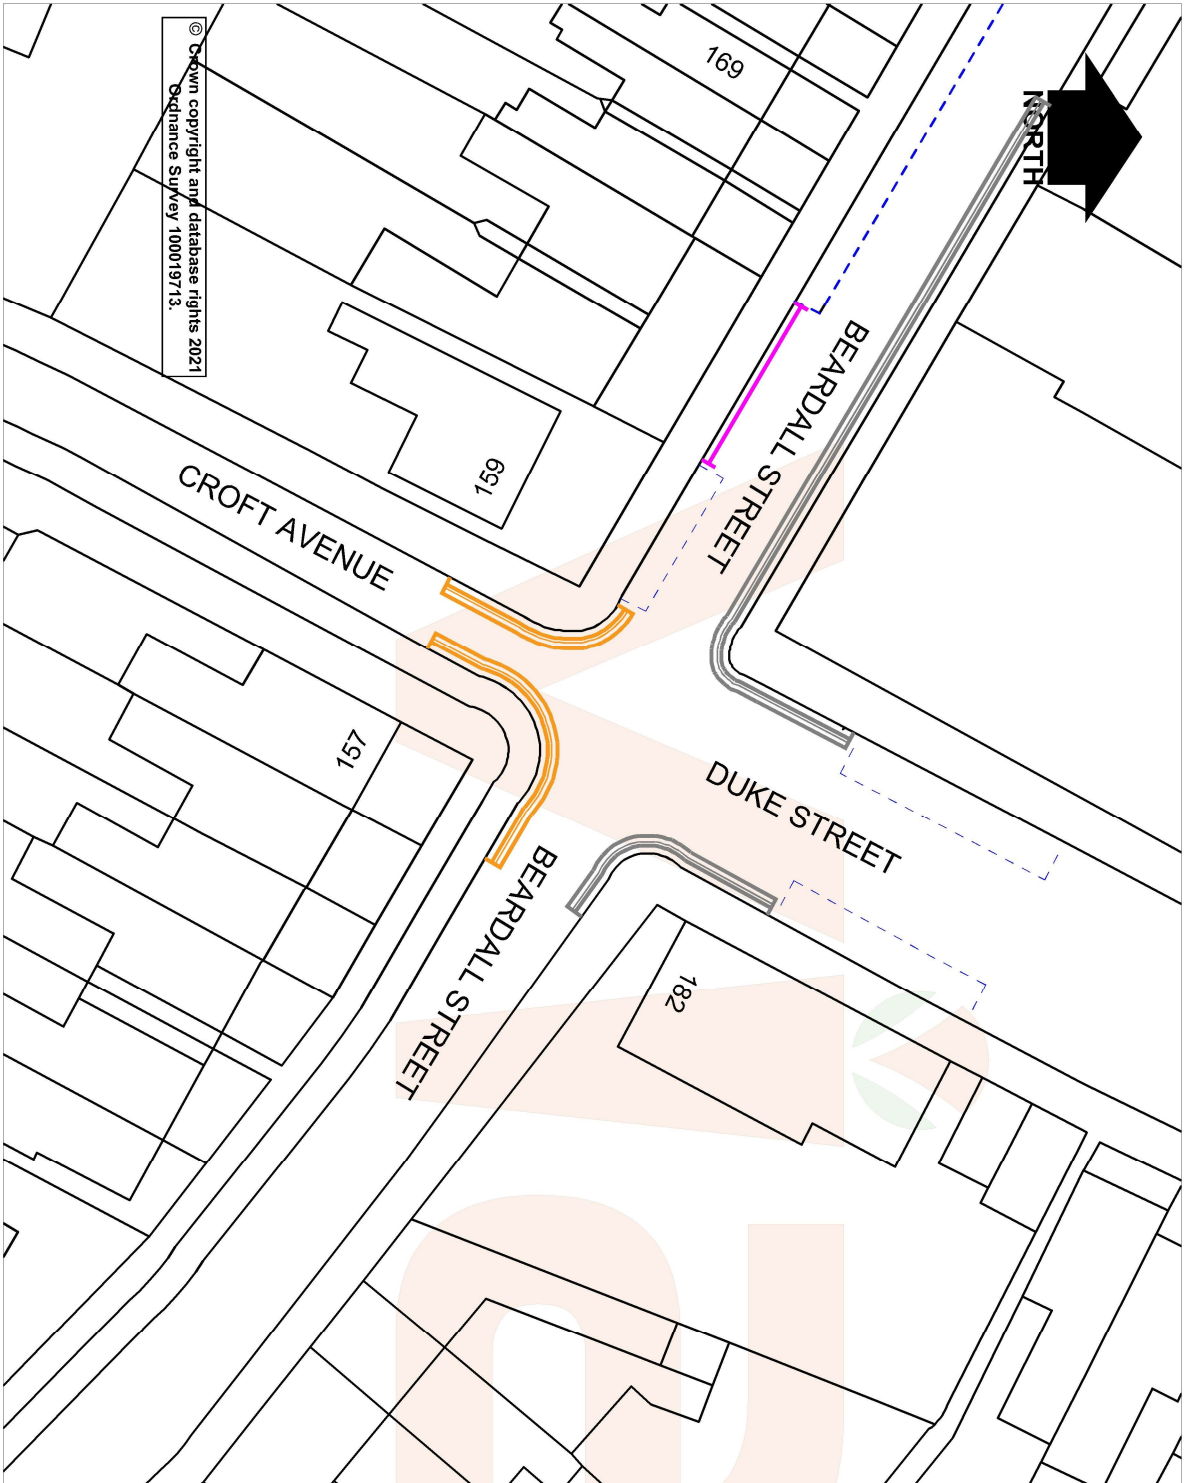 © Crown copyright and database rights 2021
Ordnance Survey 100019713.
169
NORTH
BEARDALL STREET
159
CROFT AVENUE
157
DUKE STREET
BEARDALL STREET
182